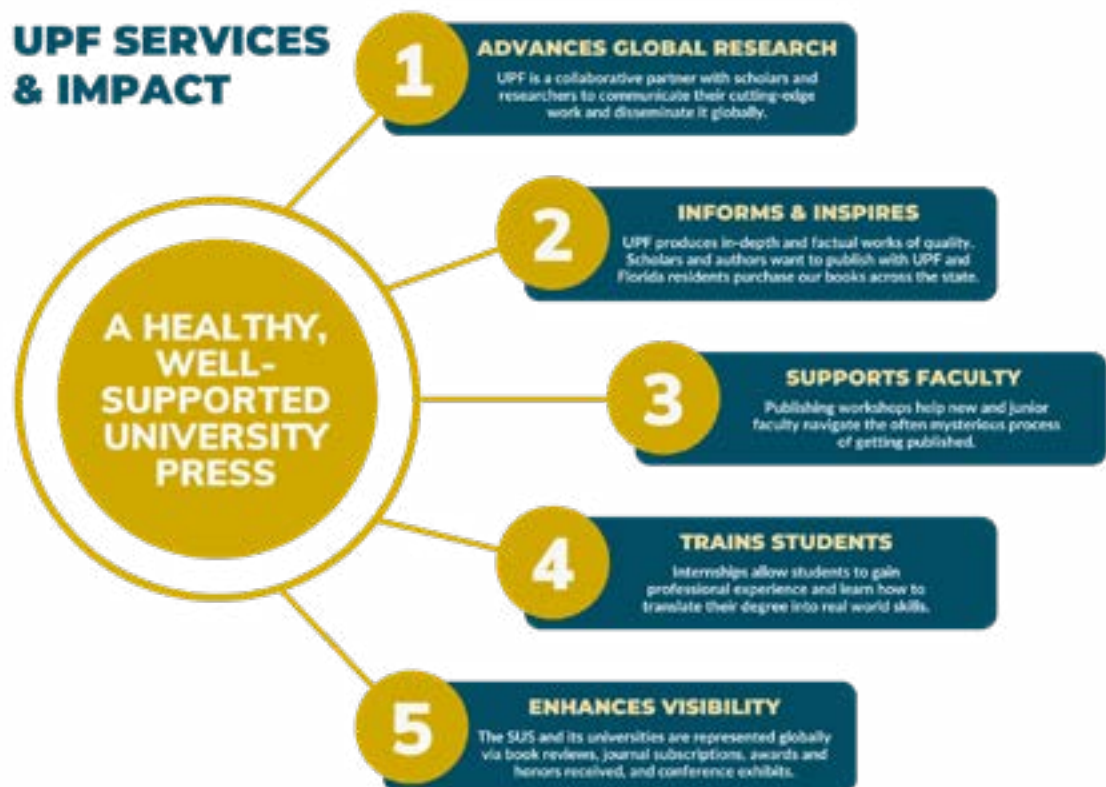 UPF SERVICES
& IMPACT
A HEALTHY,
WELL-
SUPPORTED
UNIVERSITY
PRESS
1
ADVANCES GLOBAL RESEARCH
UPF is a collaborative partner with scholars and
researchers to communicate their cutting-edge
work and disseminate it globally.
2
INFORMS & INSPIRES
UPF produces in-depth and factual works of quality.
Scholars and authors want to publish with UPF and
Florida residents purchase our books across the state.
3
SUPPORTS FACULTY
Publishing workshops help new and junior
faculty navigate the often mysterious process
of getting published.
4
TRAINS STUDENTS
Internships allow students to gain
professional experience and learn how to
translate their degree into real world skills.
5
ENHANCES VISIBILITY
The SUS and its universities are represented globally
via book reviews, journal subscriptions, awards and
honors received, and conference exhibits.